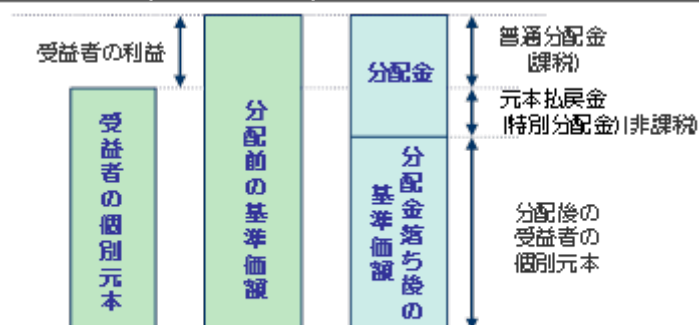 受益者の利益
受益者の個別元本
分配前の基準価額
分配金
分配金落ち後の
基準価額
普通分配金
(課税)
元本払戻金
(特別分配金)(非課税)
分配後の
受益者の
個別元本